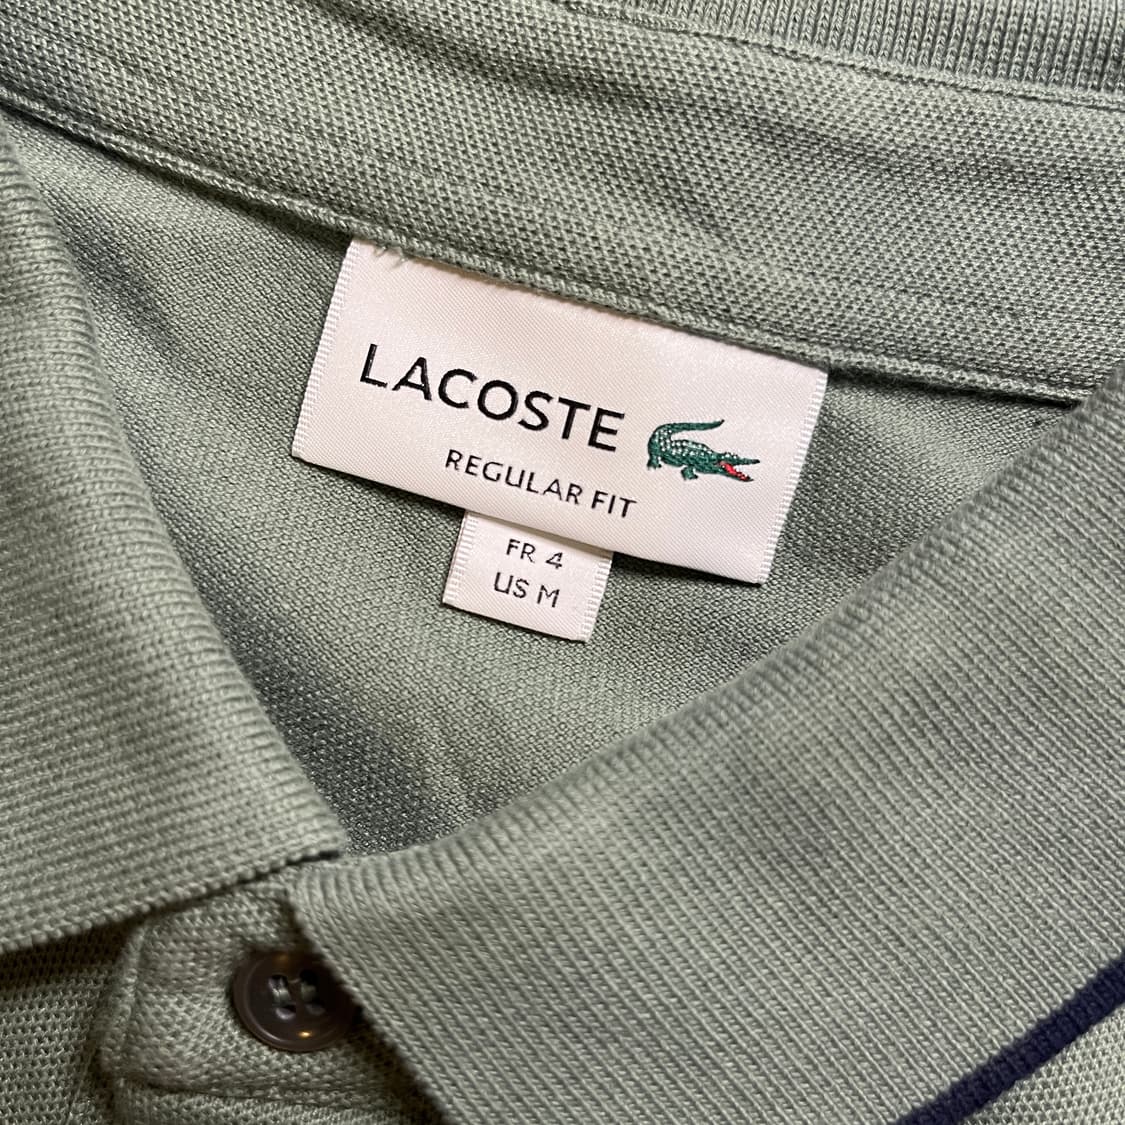 LACOSTE
REGULAR FIT
FR 4
US M